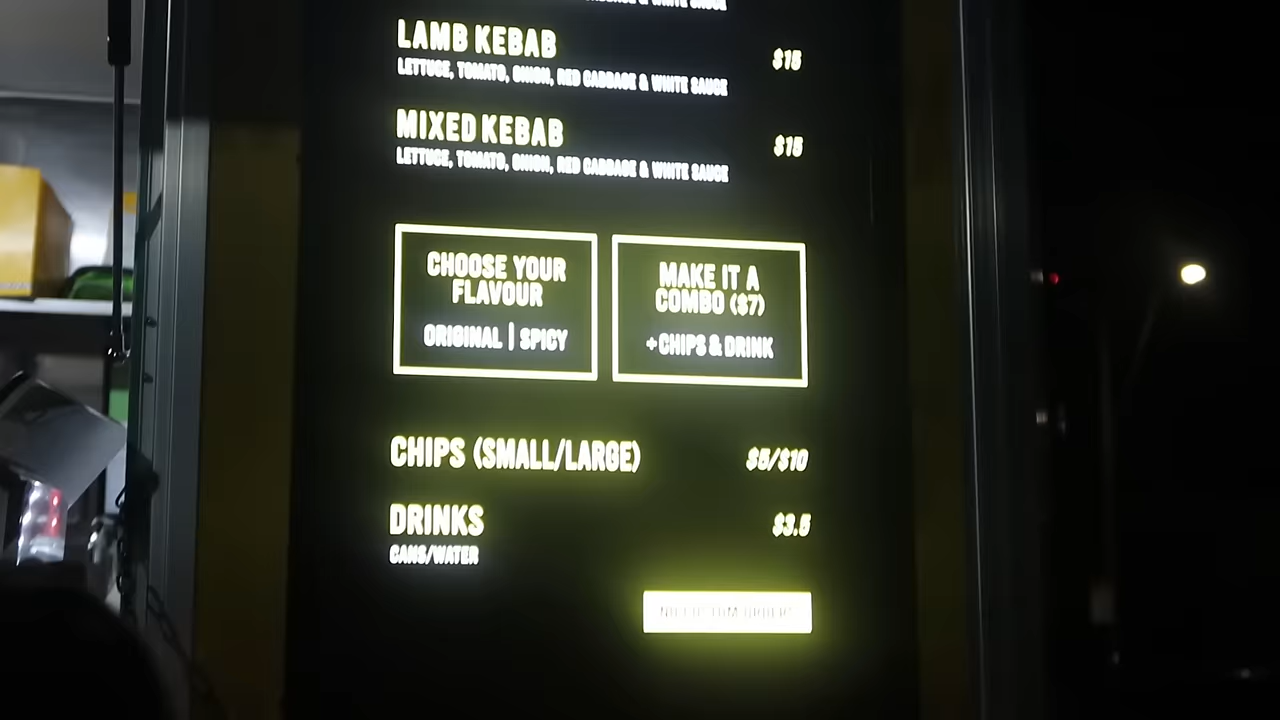 & WHITE SAUCE
LAMB KEBAB $15
LETTUCE, TOMATO, ONION, RED CABBAGE & WHITE SAUCE
MIXED KEBAB $15
LETTUCE, TOMATO, ONION, RED CABBAGE & WHITE SAUCE
CHOOSE YOUR
FLAVOUR
ORIGINAL | SPICY
MAKE IT A
COMBO ($7)
+ CHIPS & DRINK
CHIPS (SMALL/LARGE) $5/$10
DRINKS $3.5
CANS/WATER